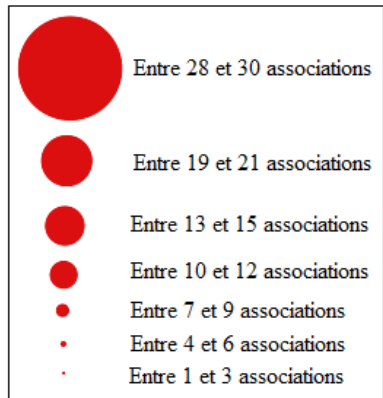 Entre 28 et 30 associations
Entre 19 et 21 associations
Entre 13 et 15 associations
Entre 10 et 12 associations
Entre 7 et 9 associations
Entre 4 et 6 associations
Entre 1 et 3 associations